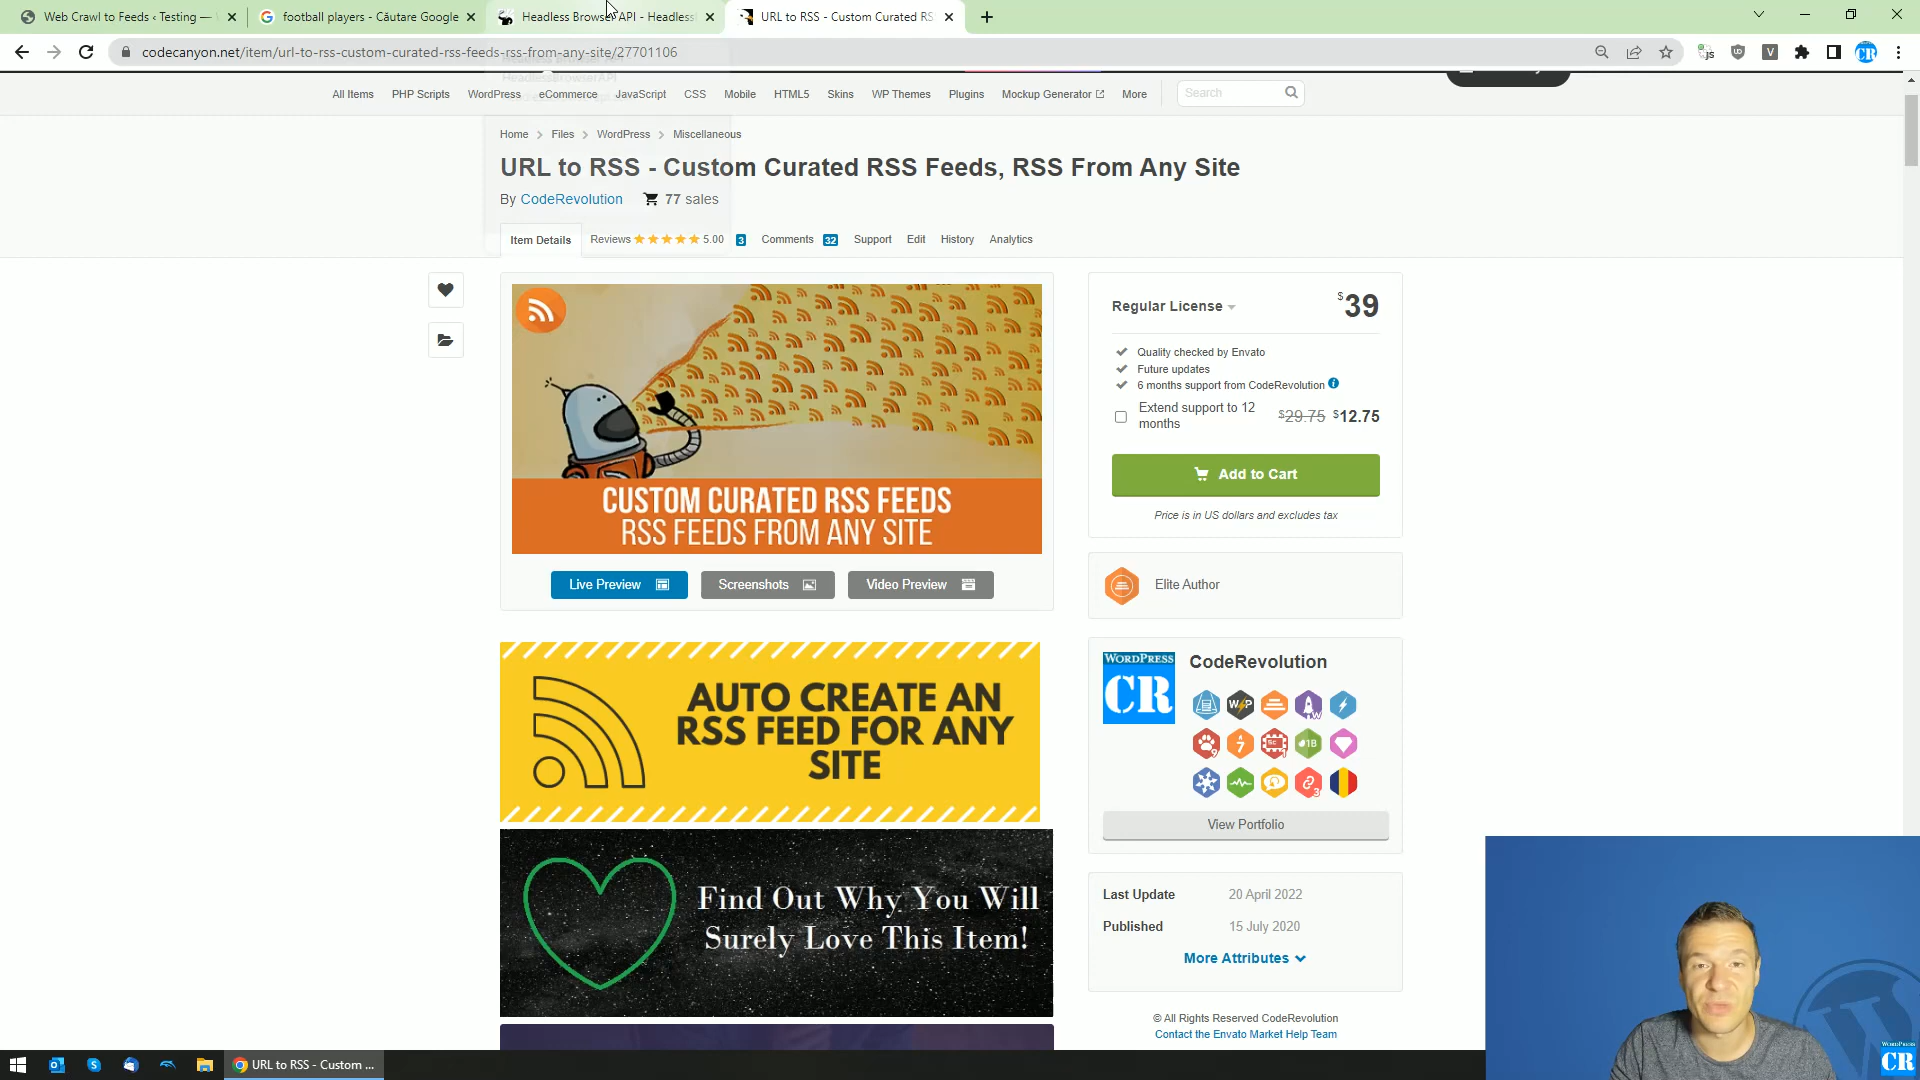 Web Crawl to Feeds ‹ Testing —
football players - Căutare Google
Headless Browser API - Headless
URL to RSS - Custom Curated RS
codecanyon.net/item/url-to-rss-custom-curated-rss-feeds-rss-from-any-site/27701106
All Items
PHP Scripts
WordPress
eCommerce
JavaScript
CSS
Mobile
HTML5
Skins
WP Themes
Plugins
Mockup Generator
More
Search
Home > Files > WordPress > Miscellaneous
URL to RSS - Custom Curated RSS Feeds, RSS From Any Site
By CodeRevolution 77 sales
Item Details
Reviews 5.00 3
Comments 32
Support
Edit
History
Analytics
CUSTOM CURATED RSS FEEDS
RSS FEEDS FROM ANY SITE
Live Preview
Screenshots
Video Preview
AUTO CREATE AN
RSS FEED FOR ANY
SITE
Find Out Why You Will
Surely Love This Item!
Regular License $39
Quality checked by Envato
Future updates
6 months support from CodeRevolution
Extend support to 12 $29.75 $12.75
months
Add to Cart
Price is in US dollars and excludes tax
Elite Author
WORDPRESS
CR
CodeRevolution
View Portfolio
Last Update 20 April 2022
Published 15 July 2020
More Attributes
© All Rights Reserved CodeRevolution
Contact the Envato Market Help Team
URL to RSS - Custom ...
WORDPRESS
CR